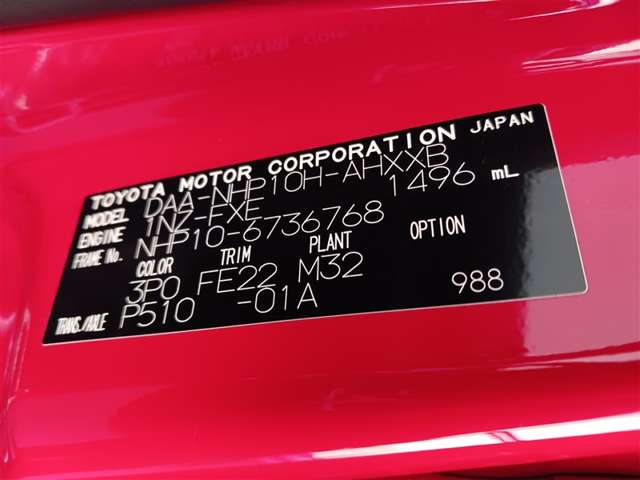 TOYOTA MOTOR CORPORATION JAPAN
MODEL DAA-NHP10H-AHXXB
ENGINE 1NZ-FXE 1496 mL
FRAME No. NHP10-6736768
COLOR TRIM PLANT OPTION
3P0 FE22 M32
TRANS./AXLE P510 -01A 988